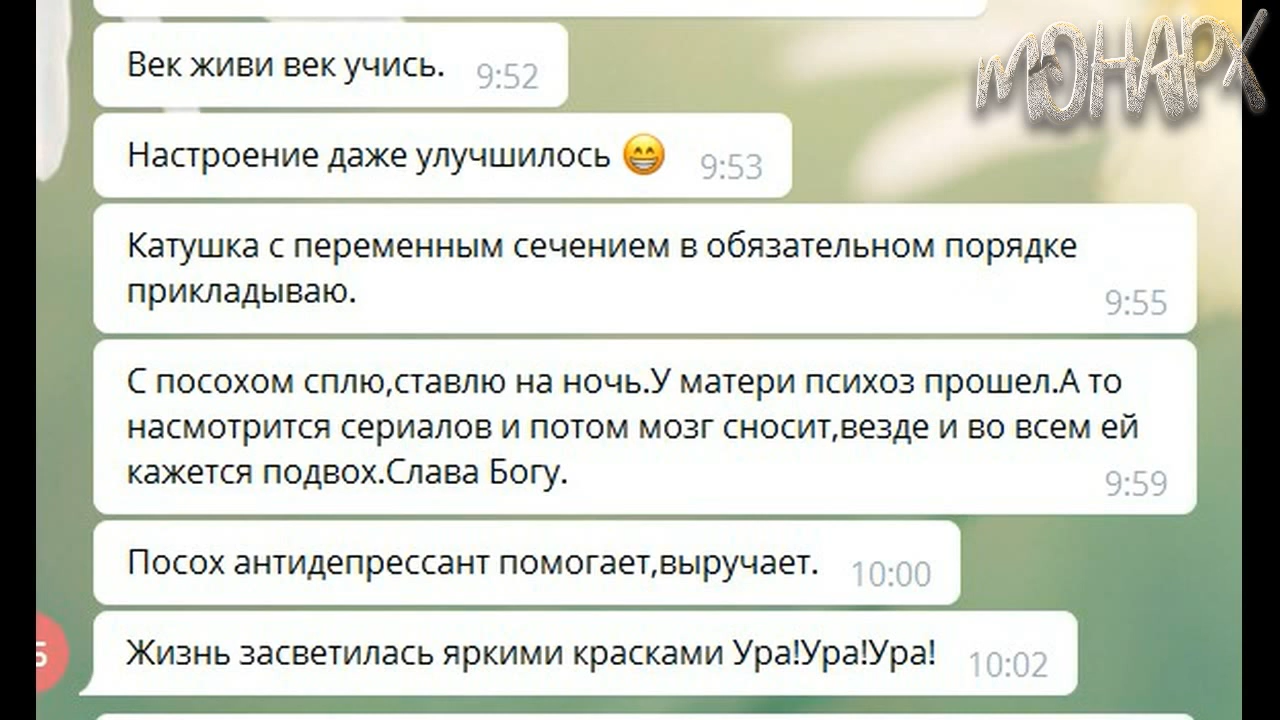 МОНАРХ
Век живи век учись. 9:52
Настроение даже улучшилось 😁 9:53
Катушка с переменным сечением в обязательном порядке
прикладываю. 9:55
С посохом сплю,ставлю на ночь.У матери психоз прошел.А то
насмотрится сериалов и потом мозг сносит,везде и во всем ей
кажется подвох.Слава Богу. 9:59
Посох антидепрессант помогает,выручает. 10:00
Жизнь засветилась яркими красками Ура!Ура!Ура! 10:02